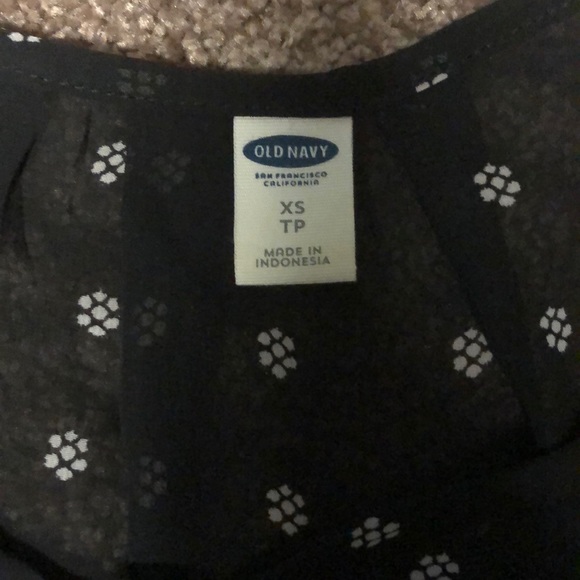 OLD NAVY
SAN FRANCISCO
CALIFORNIA
XS
TP
MADE IN
INDONESIA